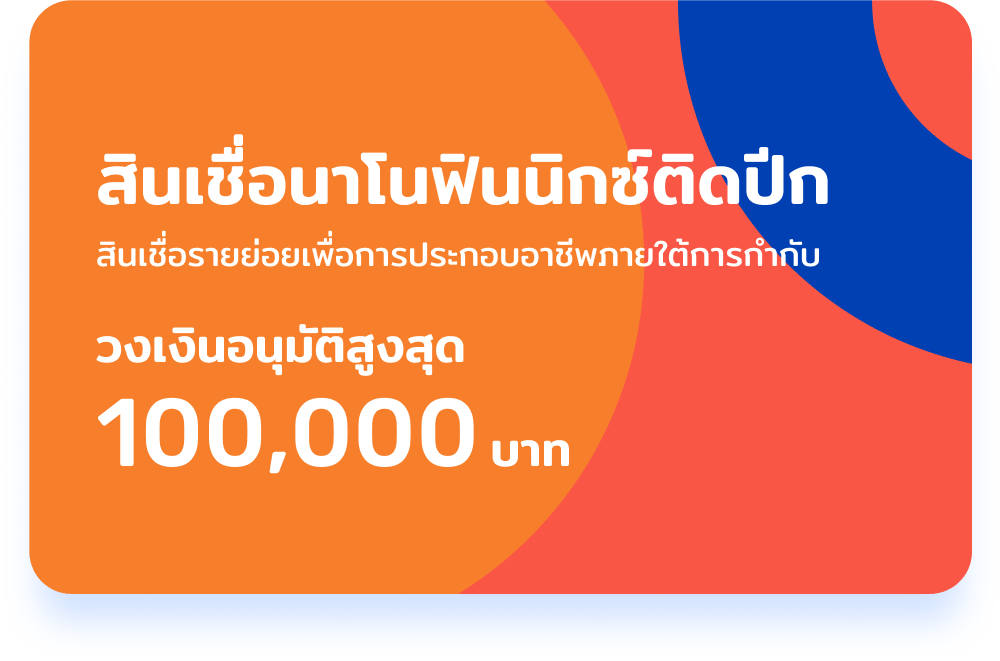 สินเชื่อนาโนฟินนิกซ์ติดปีก
สินเชื่อรายย่อยเพื่อการประกอบอาชีพภายใต้การกำกับ
วงเงินอนุมัติสูงสุด
100,000 บาท